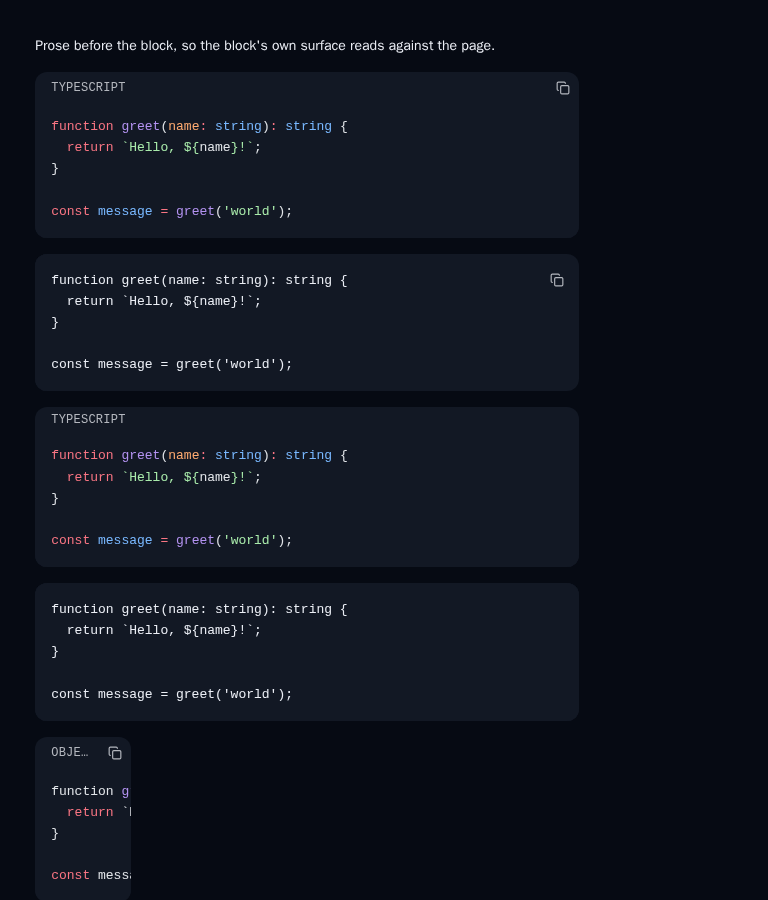 Prose before the block, so the block's own surface reads against the page.
TYPESCRIPT
function greet(name: string): string {
  return `Hello, ${name}!`;
}
const message = greet('world');
function greet(name: string): string {
  return `Hello, ${name}!`;
}
const message = greet('world');
TYPESCRIPT
function greet(name: string): string {
  return `Hello, ${name}!`;
}
const message = greet('world');
function greet(name: string): string {
  return `Hello, ${name}!`;
}
const message = greet('world');
OBJE…
function g
  return `
}
const mess